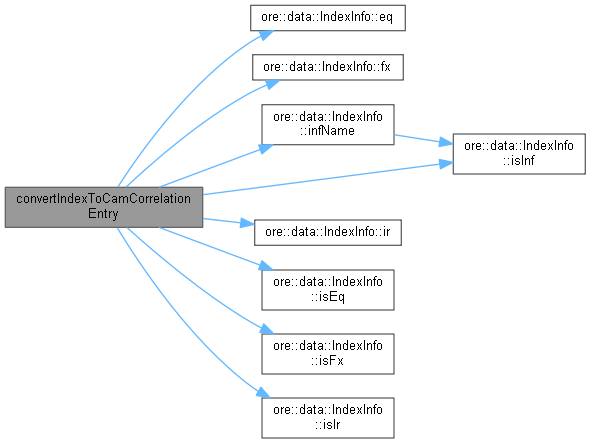 ore::data::IndexInfo::eq
ore::data::IndexInfo::fx
ore::data::IndexInfo
::infName
ore::data::IndexInfo
::isInf
convertIndexToCamCorrelation
Entry
ore::data::IndexInfo::ir
ore::data::IndexInfo
::isEq
ore::data::IndexInfo
::isFx
ore::data::IndexInfo
::isIr